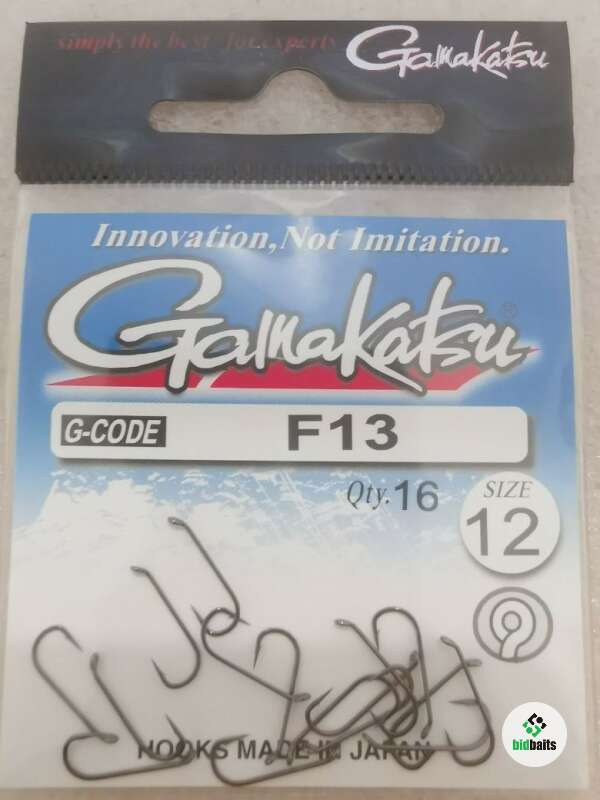 simply the best for experts
Gamakatsu
Innovation, Not Imitation.
Gamakatsu®
G-CODE
F13
Qty. 16
SIZE
12
HOOKS MADE IN JAPAN
bidbaits